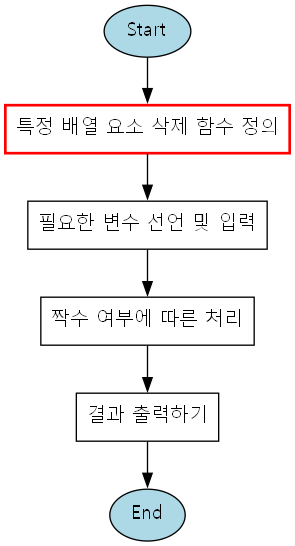 Start
특정 배열 요소 삭제 함수 정의
필요한 변수 선언 및 입력
짝수 여부에 따른 처리
결과 출력하기
End